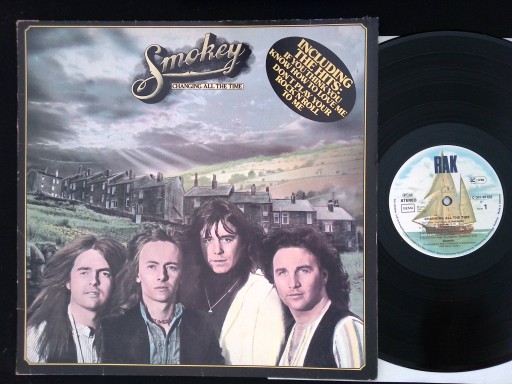 Smokey
CHANGING ALL THE TIME
INCLUDING
THE HITS:
IF YOU THINK YOU
KNOW HOW TO LOVE ME
DON'T PLAY YOUR
ROCK 'N' ROLL
TO ME
RAK
STEREO
1
CHANGING ALL THE TIME